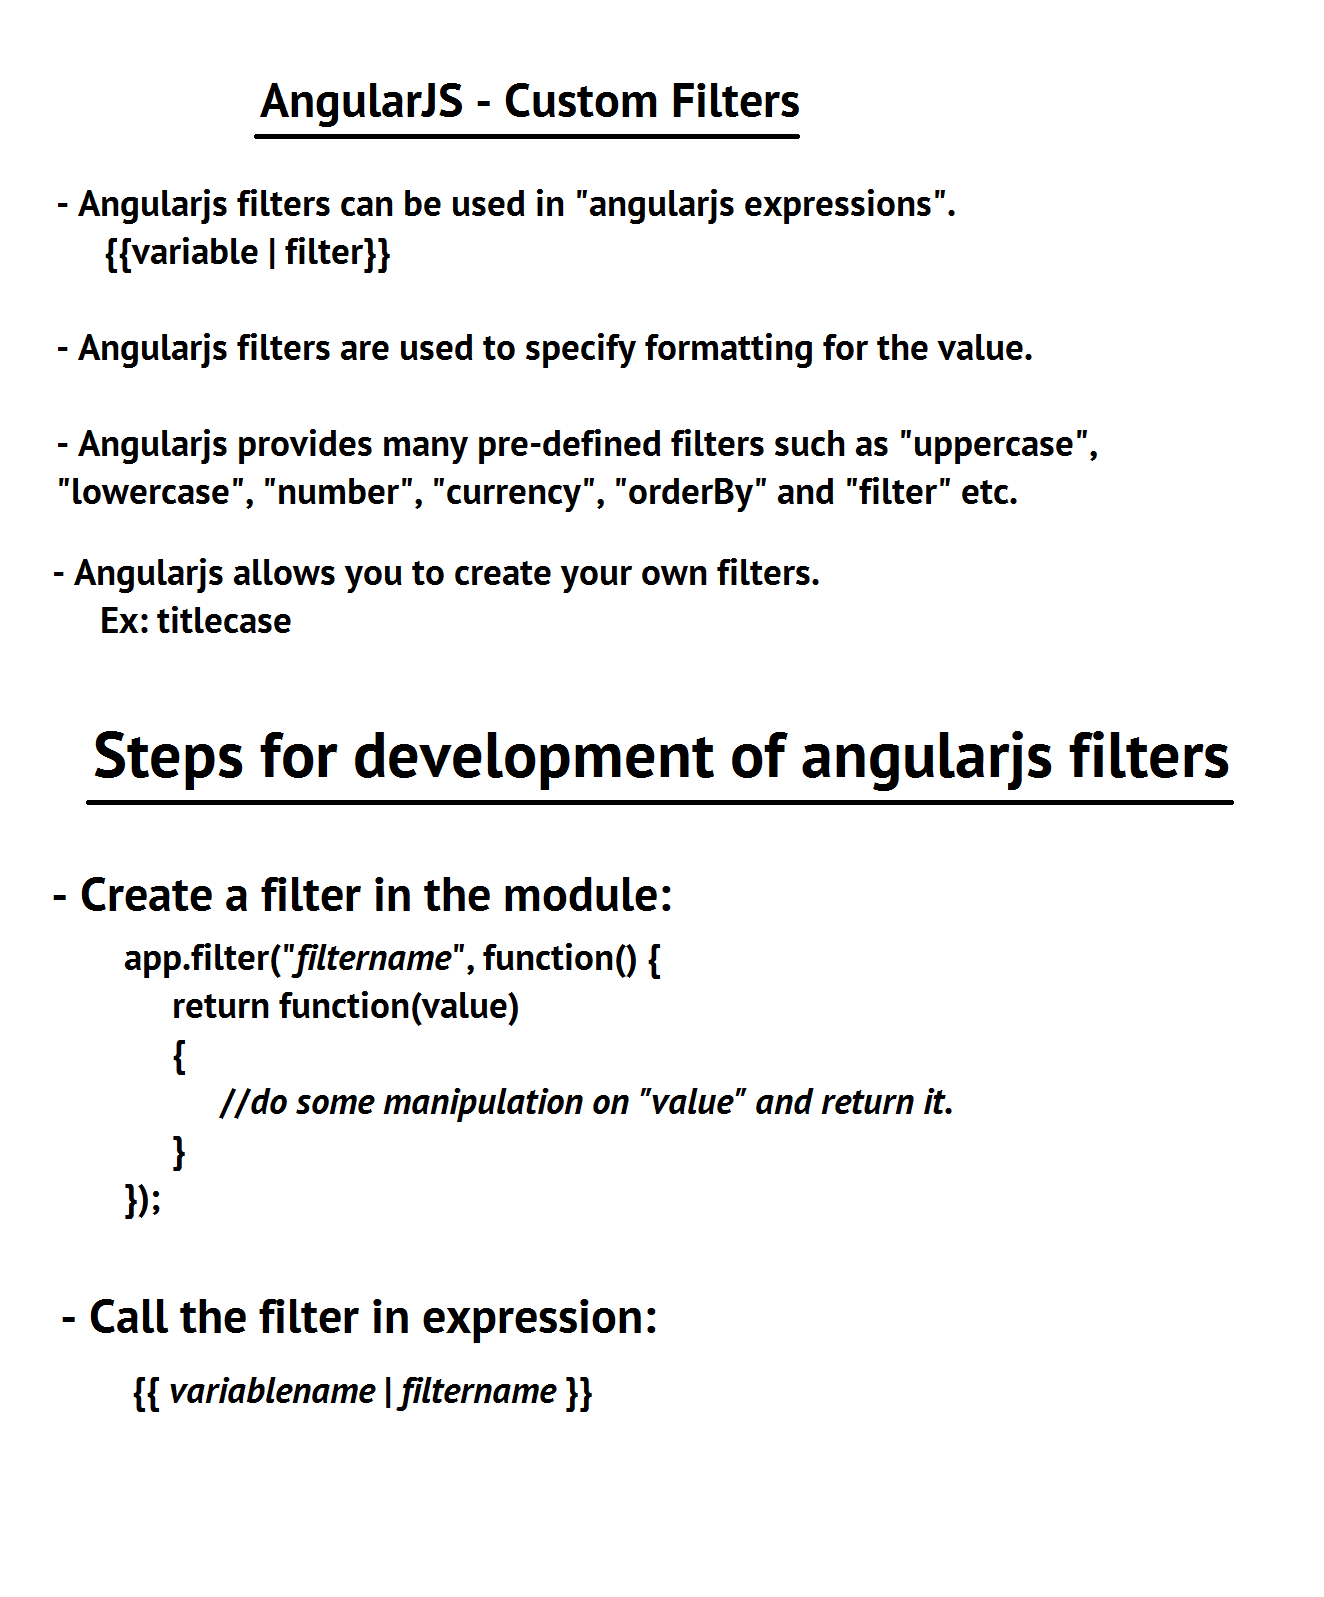 AngularJS - Custom Filters
- Angularjs filters can be used in "angularjs expressions".
{{variable | filter}}
- Angularjs filters are used to specify formatting for the value.
- Angularjs provides many pre-defined filters such as "uppercase",
"lowercase", "number", "currency", "orderBy" and "filter" etc.
- Angularjs allows you to create your own filters.
Ex: titlecase
Steps for development of angularjs filters
- Create a filter in the module:
app.filter("filtername", function() {
return function(value)
{
//do some manipulation on "value" and return it.
}
});
- Call the filter in expression:
{{ variablename | filtername }}